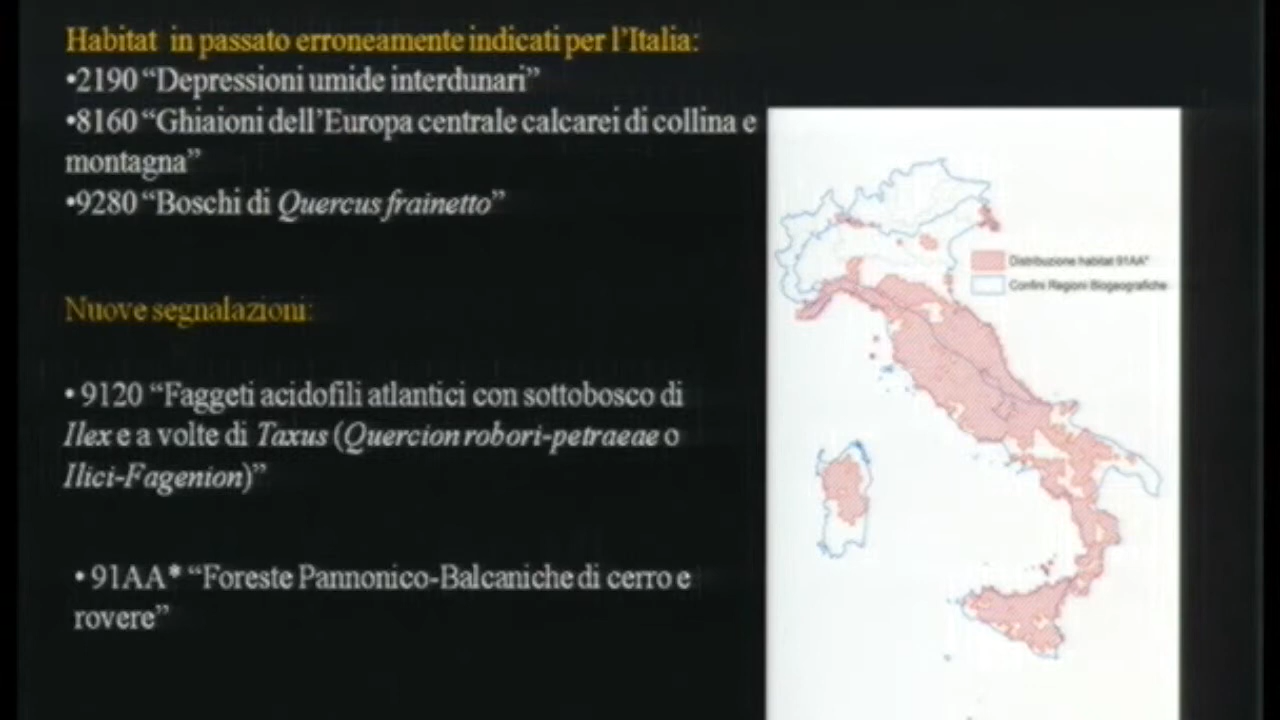 Habitat in passato erroneamente indicati per l'Italia:
•2190 “Depressioni umide interdunari”
•8160 “Ghiaioni dell'Europa centrale calcarei di collina e
montagna”
•9280 “Boschi di Quercus frainetto”
Nuove segnalazioni:
• 9120 “Faggeti acidofili atlantici con sottobosco di
Ilex e a volte di Taxus (Quercion robori-petraeae o
Ilici-Fagenion)”
• 91AA* “Foreste Pannonico-Balcaniche di cerro e
rovere”
Distribuzione habitat 91AA*
Confini Regioni Biogeografiche